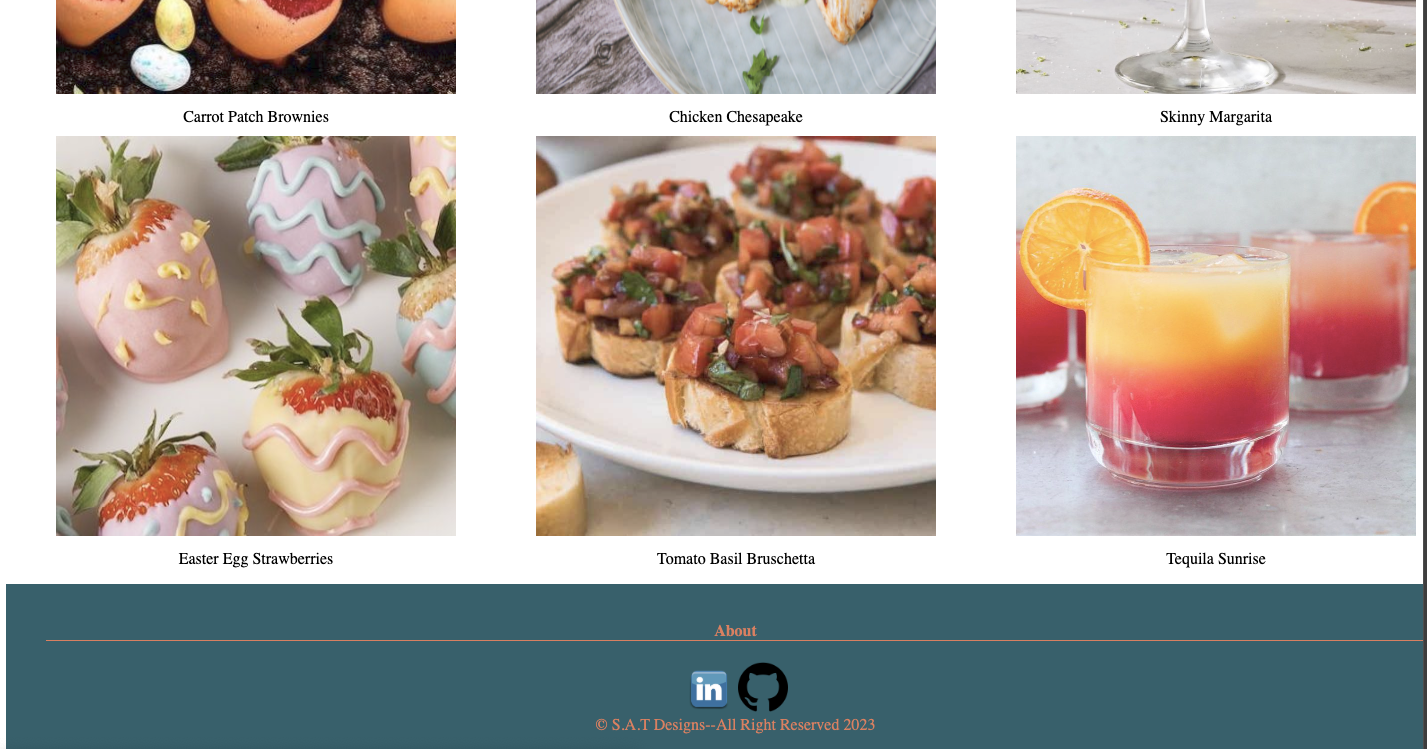 Carrot Patch Brownies
Chicken Chesapeake
Skinny Margarita
Easter Egg Strawberries
Tomato Basil Bruschetta
Tequila Sunrise
About
in
© S.A.T Designs--All Right Reserved 2023